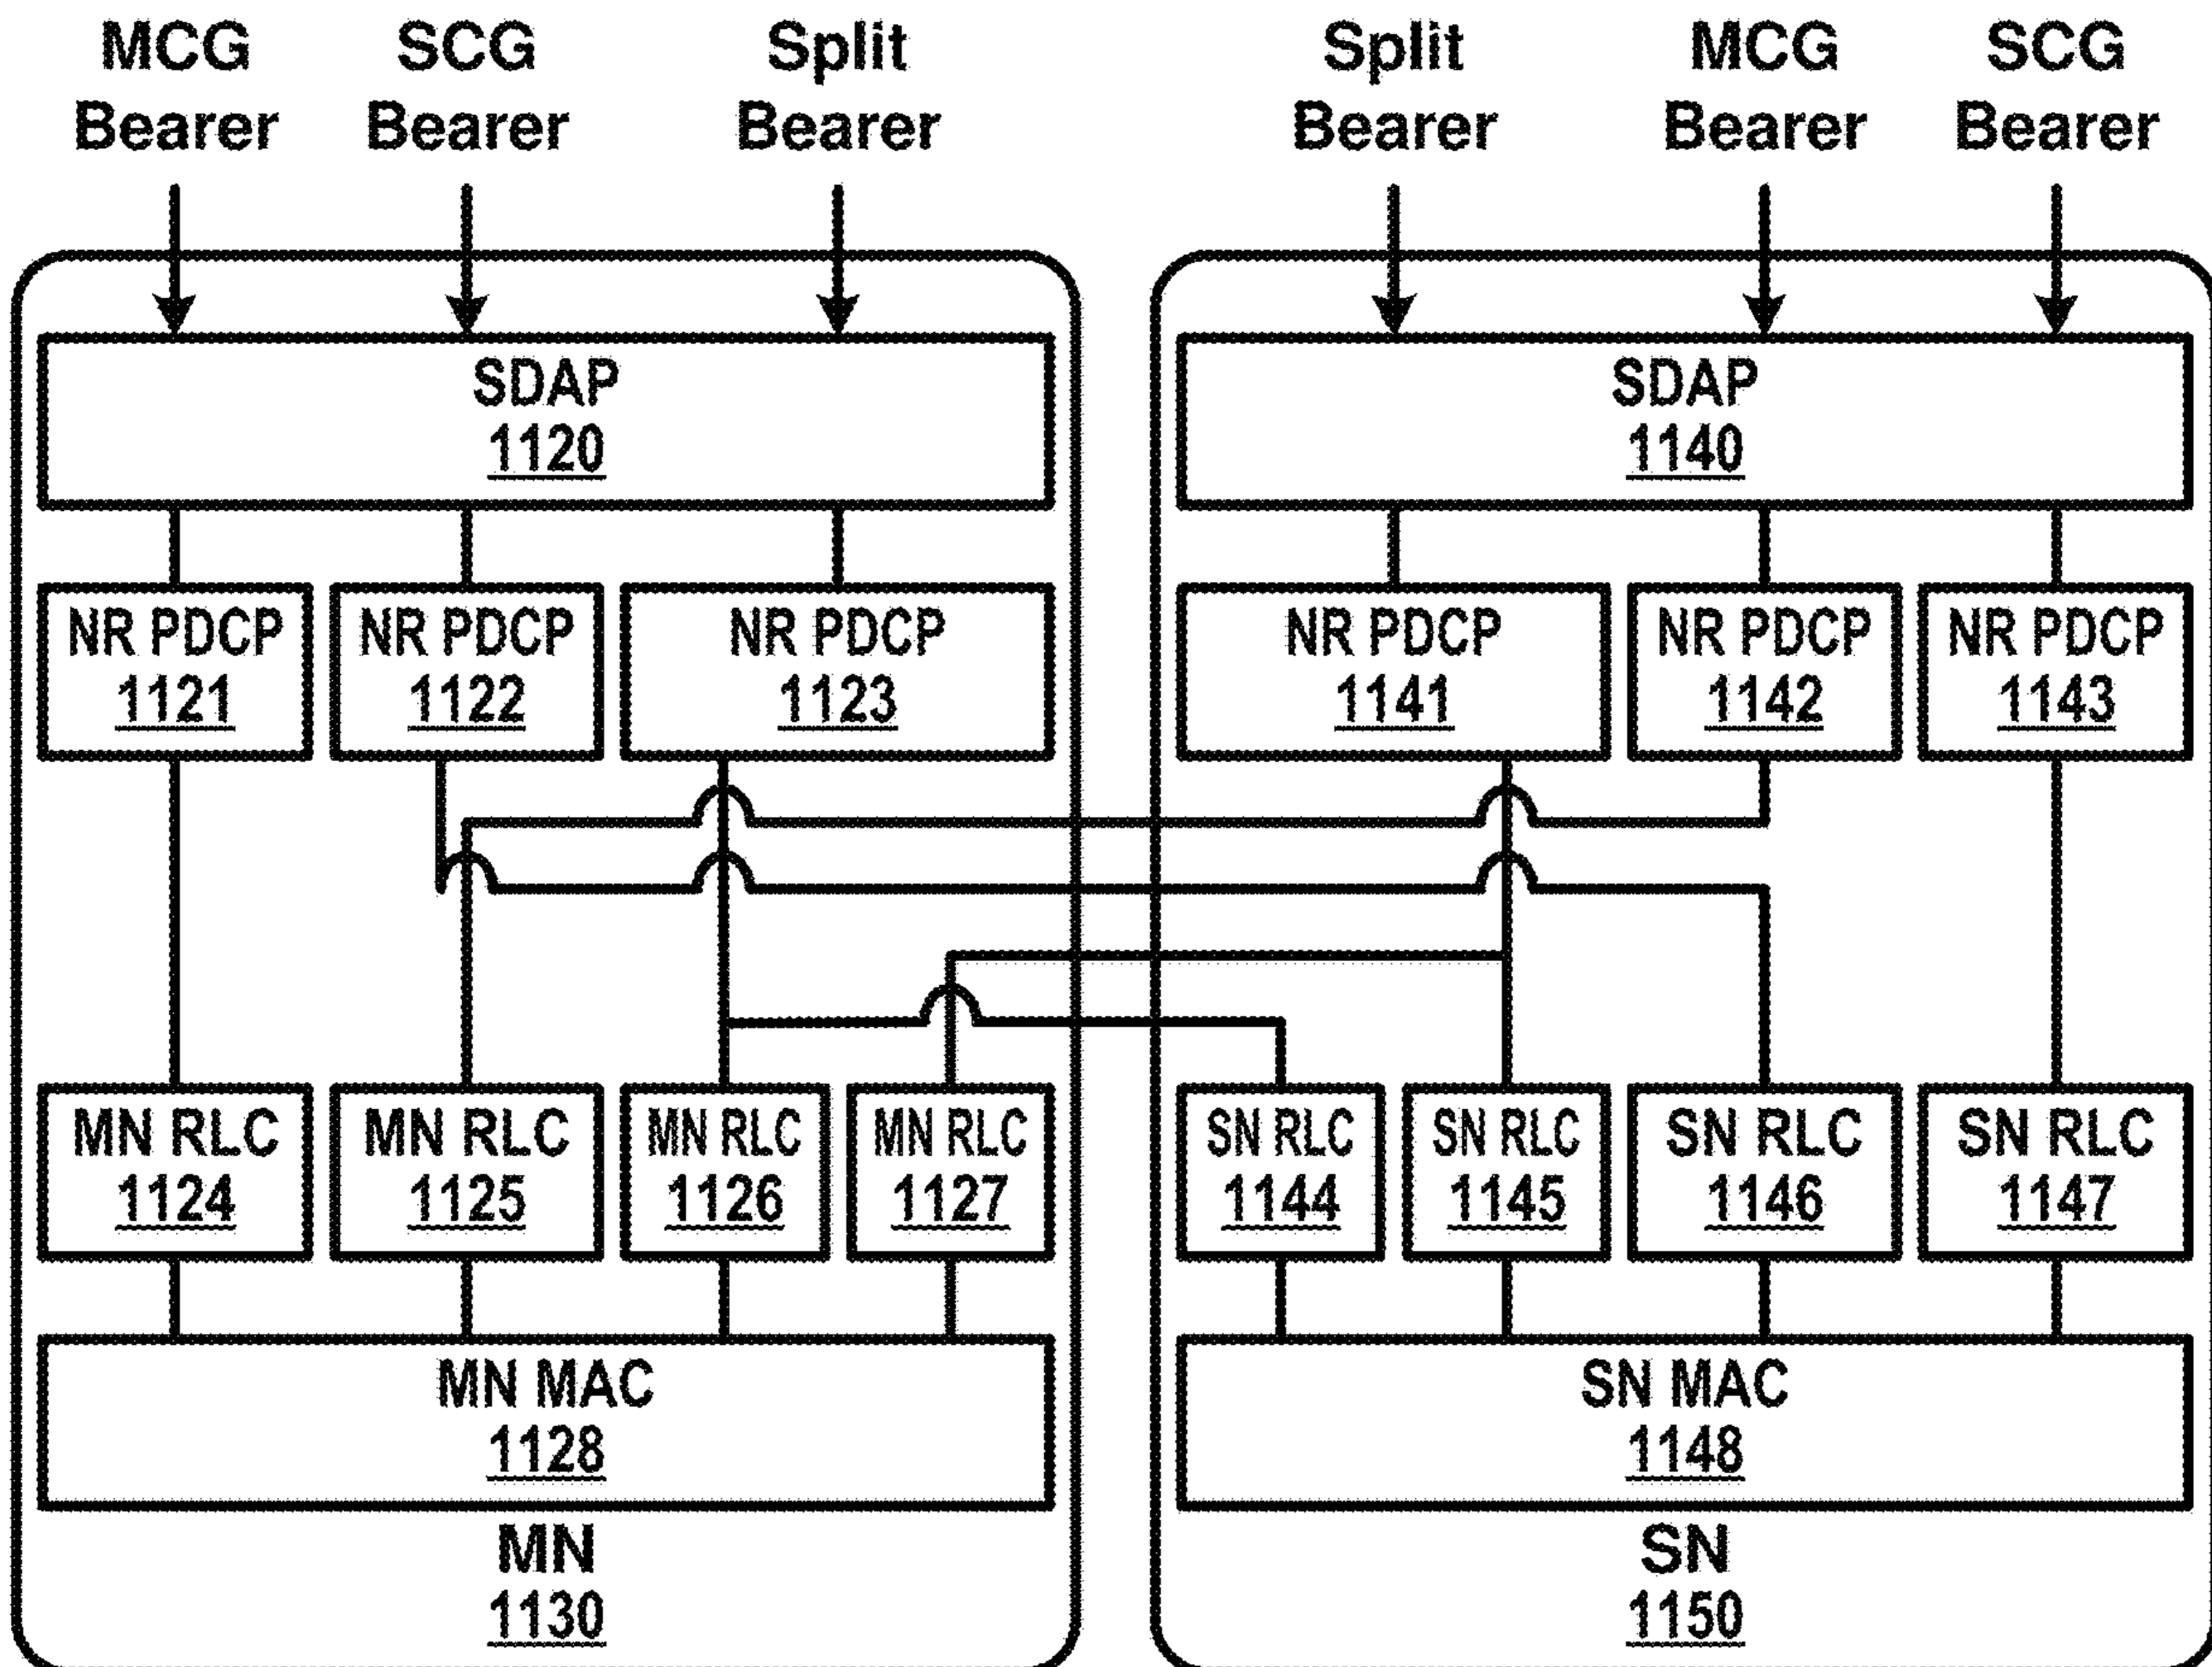 MCG
Bearer
SCG
Bearer
Split
Bearer
Split
Bearer
MCG
Bearer
SCG
Bearer
SDAP
1120
SDAP
1140
NR PDCP
1121
NR PDCP
1122
NR PDCP
1123
NR PDCP
1141
NR PDCP
1142
NR PDCP
1143
MN RLC
1124
MN RLC
1125
MN RLC
1126
MN RLC
1127
SN RLC
1144
SN RLC
1145
SN RLC
1146
SN RLC
1147
MN MAC
1128
SN MAC
1148
MN
1130
SN
1150